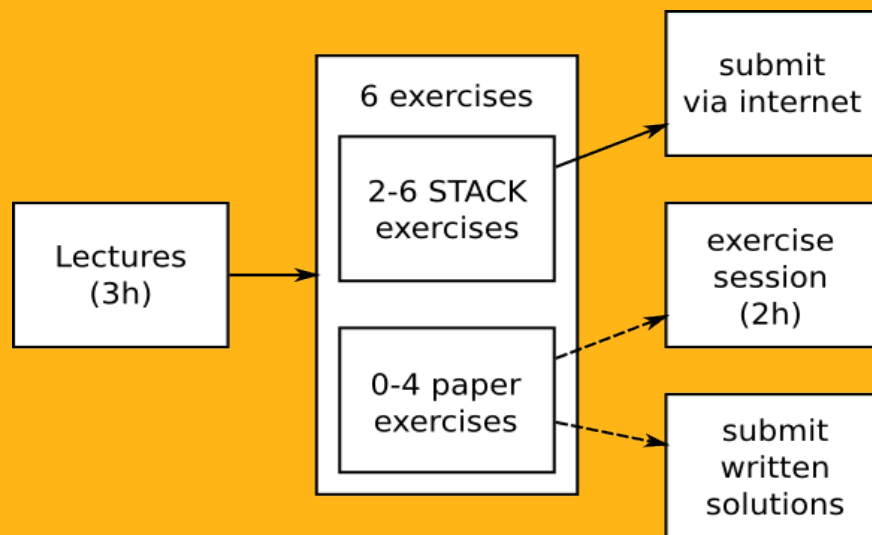 Lectures
(3h)
6 exercises
2-6 STACK
exercises
0-4 paper
exercises
submit
via internet
exercise
session
(2h)
submit
written
solutions